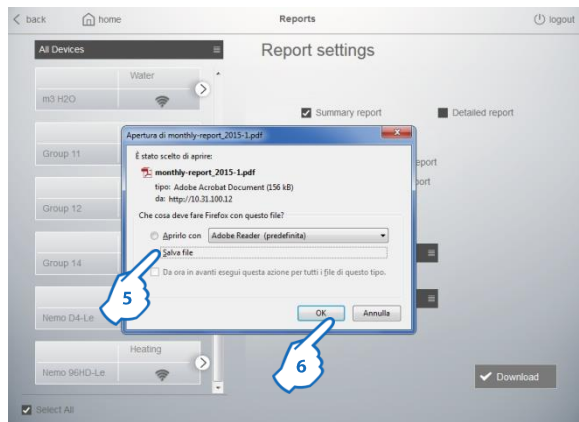 back
home
Reports
logout
All Devices
Report settings
Water
m3 H2O
Summary report
Detailed report
Apertura di monthly-report_2015-1.pdf
È stato scelto di aprire:
monthly-report_2015-1.pdf
tipo: Adobe Acrobat Document (156 kB)
da: http://10.31.100.12
Che cosa deve fare Firefox con questo file?
Aprirlo con
Adobe Reader (predefinita)
Salva file
Da ora in avanti esegui questa azione per tutti i file di questo tipo.
OK
Annulla
Group 11
Group 12
Group 14
Nemo D4-Le
Heating
Nemo 96HD-Le
5
6
Download
Select All